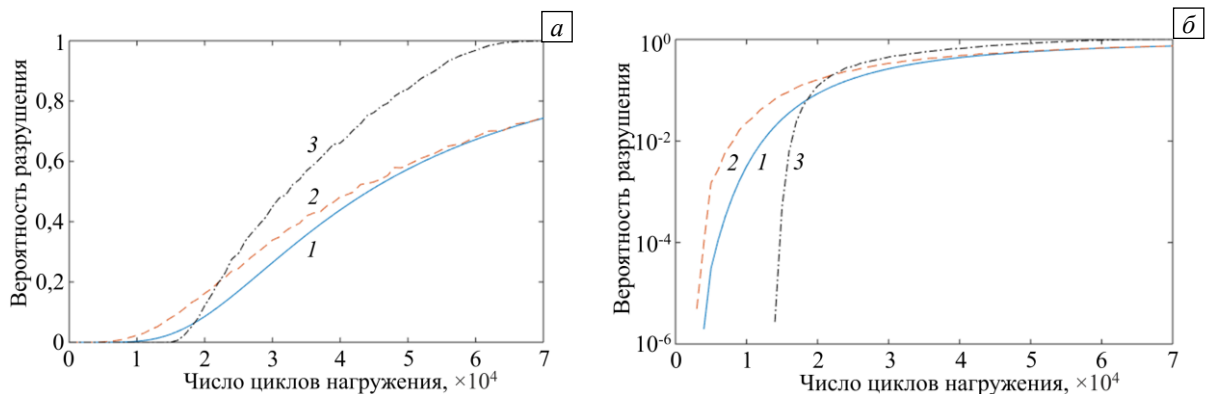 а
Вероятность разрушения
1
0,8
0,6
0,4
0,2
0
3
2
1
0 1 2 3 4 5 6 7
Число циклов нагружения, ×10⁴
б
Вероятность разрушения
10⁰
10⁻²
10⁻⁴
10⁻⁶
2 1 3
0 1 2 3 4 5 6 7
Число циклов нагружения, ×10⁴